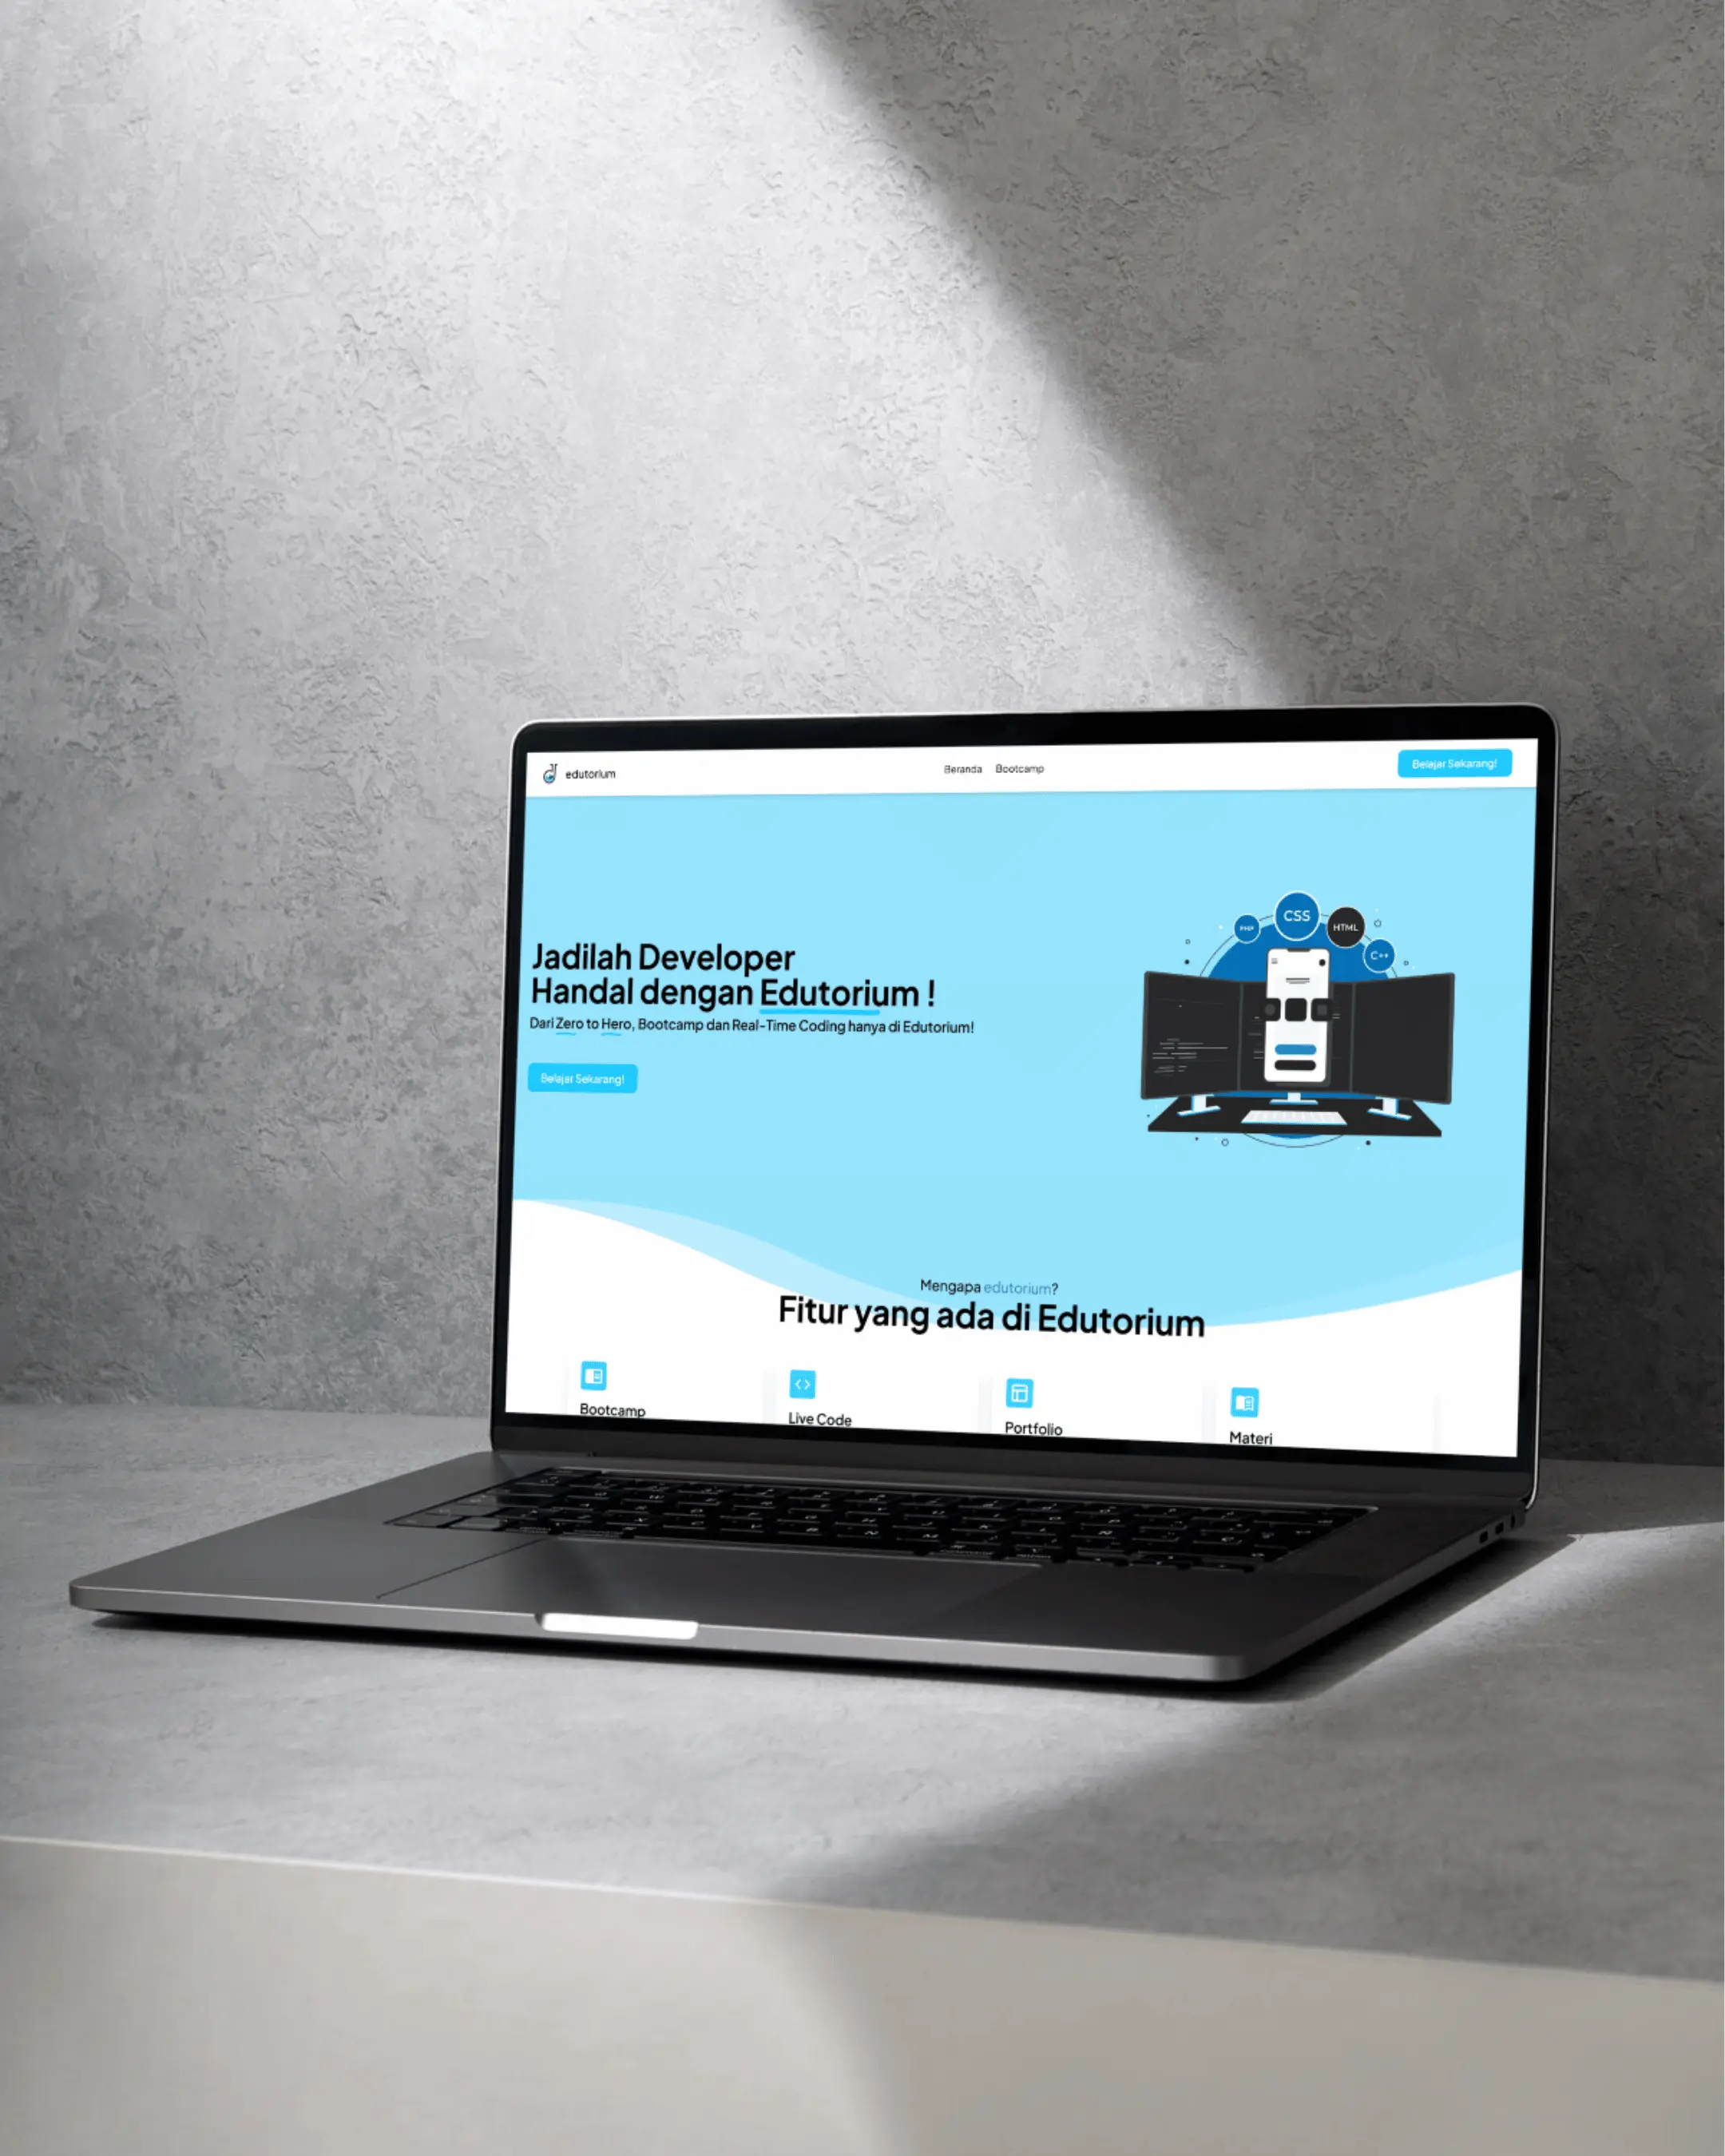 edutorium
Beranda Bootcamp
Belajar Sekarang!
Jadilah Developer
Handal dengan Edutorium !
Dari Zero to Hero, Bootcamp dan Real-Time Coding hanya di Edutorium!
Belajar Sekarang!
PHP
CSS
HTML
C++
Mengapa edutorium?
Fitur yang ada di Edutorium
Bootcamp
Live Code
Portfolio
Materi